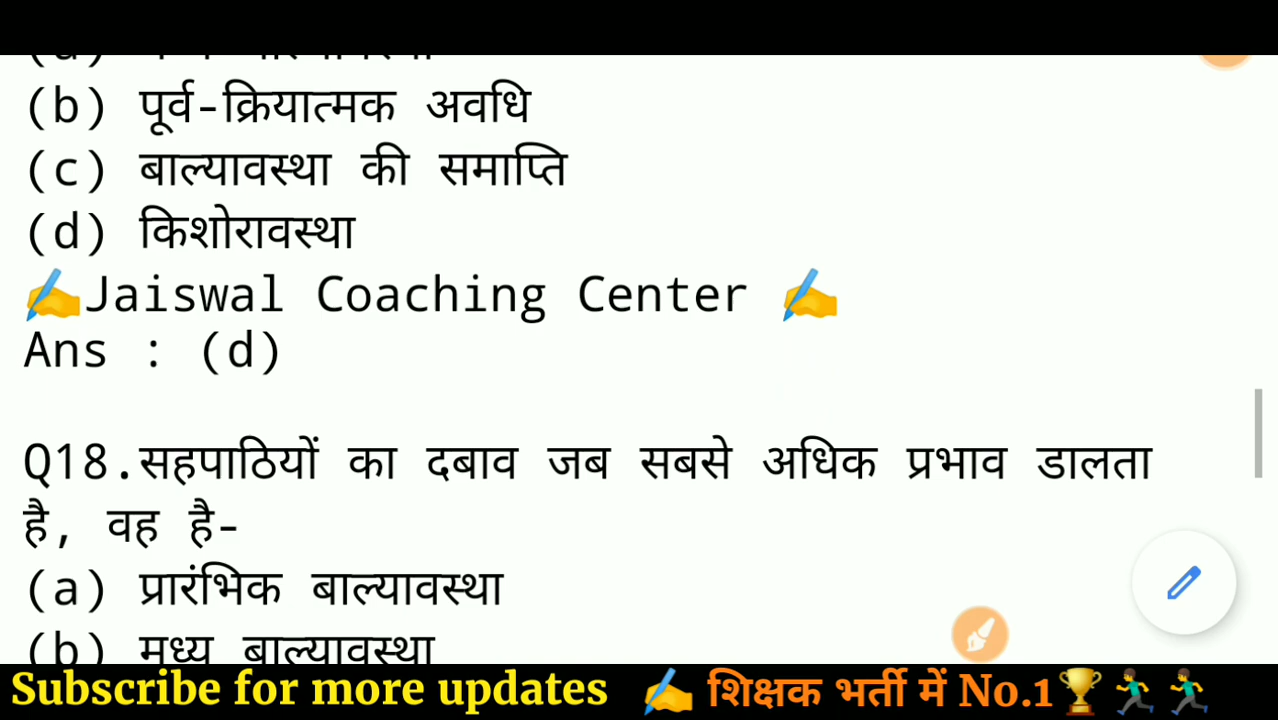 (b) पूर्व-क्रियात्मक अवधि
(c) बाल्यावस्था की समाप्ति
(d) किशोरावस्था
✍Jaiswal Coaching Center ✍
Ans : (d)
Q18.सहपाठियों का दबाव जब सबसे अधिक प्रभाव डालता
है, वह है-
(a) प्रारंभिक बाल्यावस्था
(b) मध्य बाल्यावस्था
Subscribe for more updates ✍ शिक्षक भर्ती में No.1🏆🏃🏃